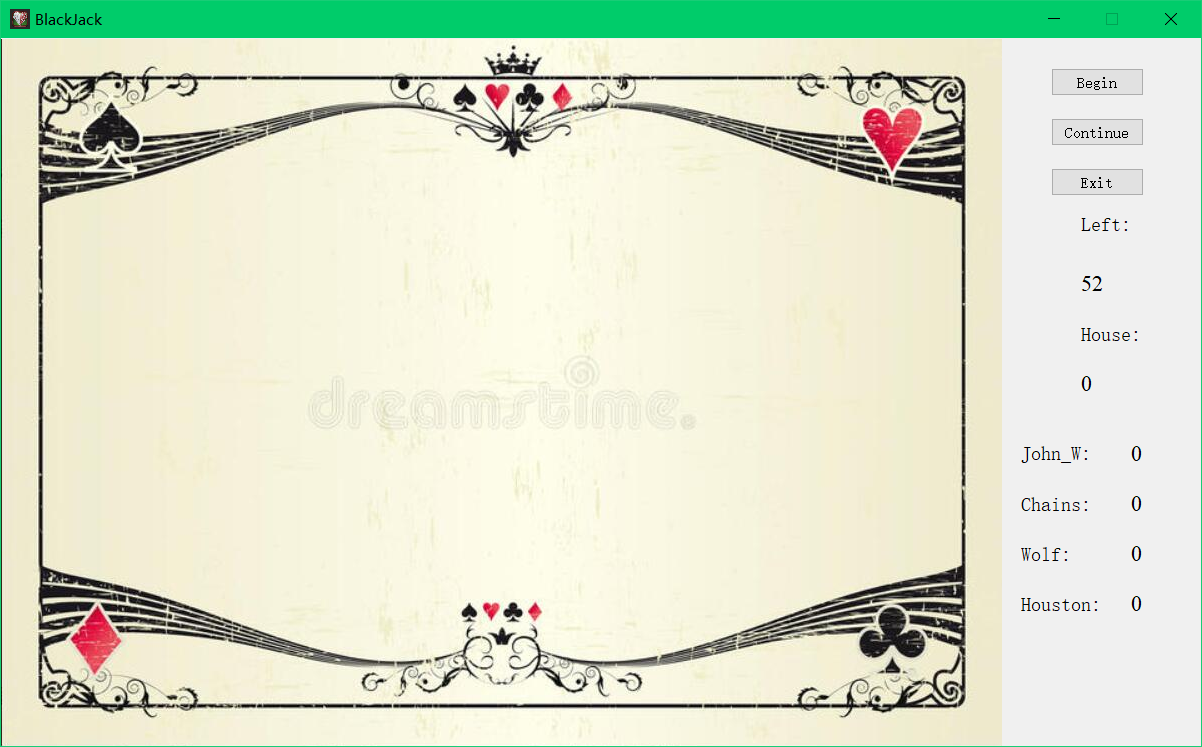 BlackJack
Begin
Continue
Exit
Left:
52
House:
0
John_W: 0
Chains: 0
Wolf: 0
Houston: 0
dreamstime.